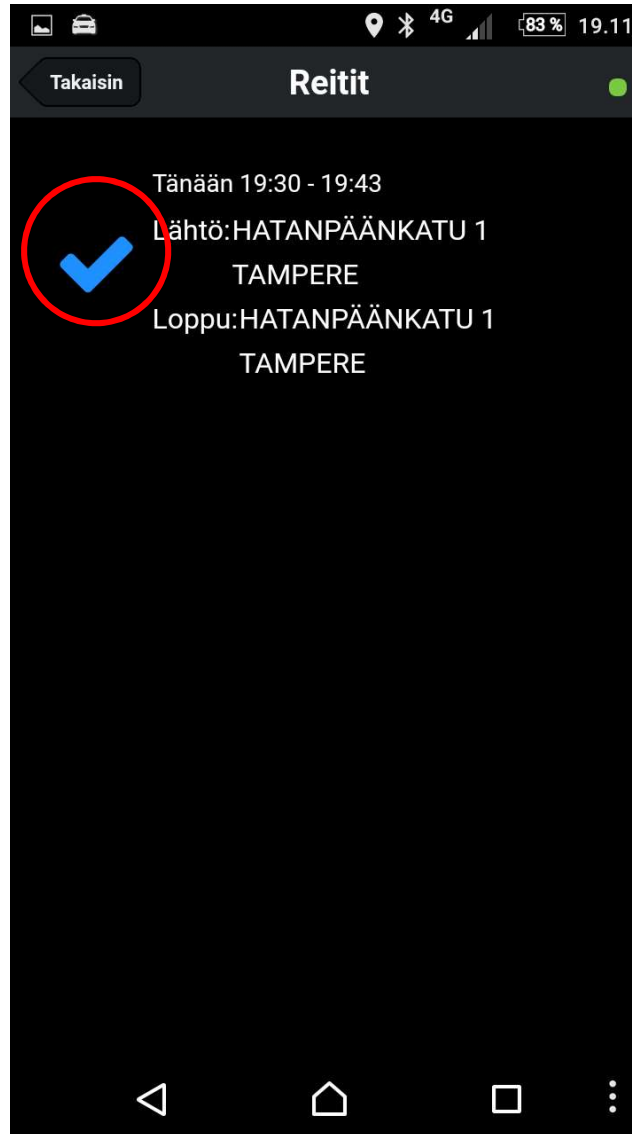 4G 83 % 19.11
Takaisin Reitit
Tänään 19:30 - 19:43
Lähtö:HATANPÄÄNKATU 1
TAMPERE
Loppu:HATANPÄÄNKATU 1
TAMPERE